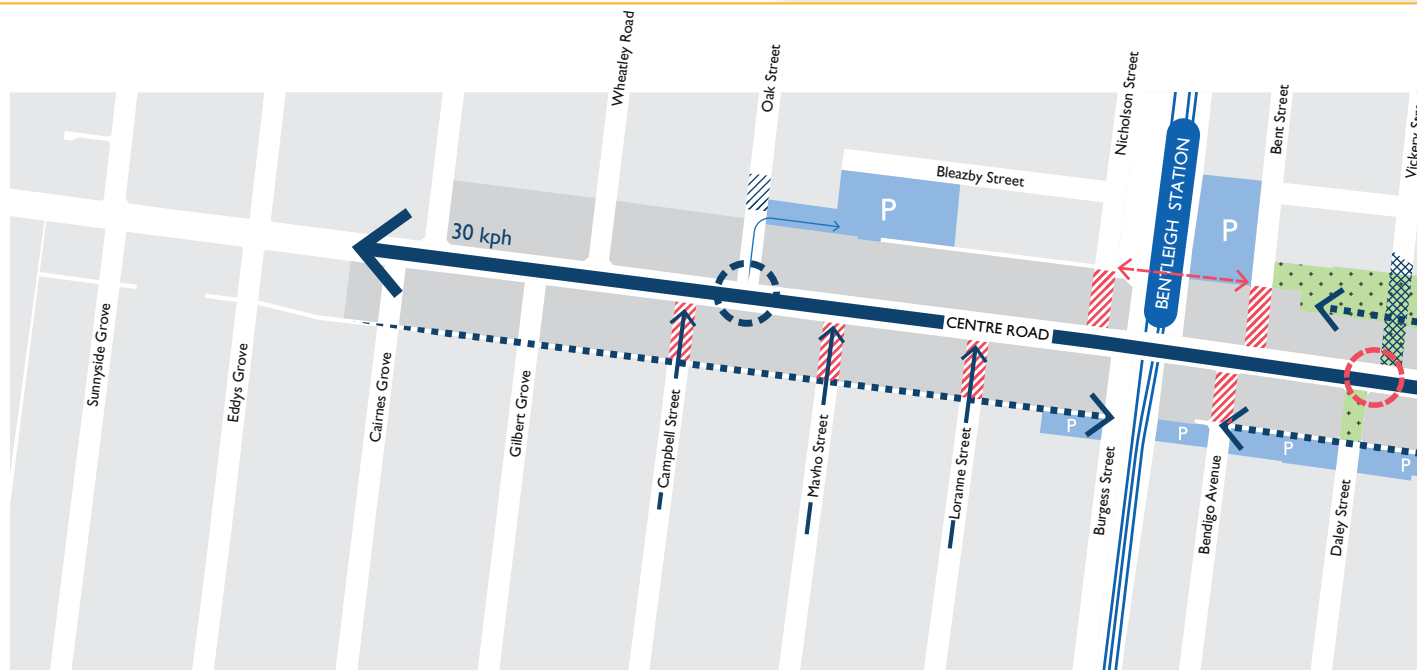 Wheatley Road
Oak Street
Nicholson Street
Bent Street
Bleazby Street
BENTLEIGH STATION
P
P
30 kph
CENTRE ROAD
Sunnyside Grove
Eddys Grove
Cairnes Grove
Gilbert Grove
Campbell Street
Mavho Street
Loranne Street
P
Burgess Street
P
Bendigo Avenue
P
Daley Street
P
Vickery